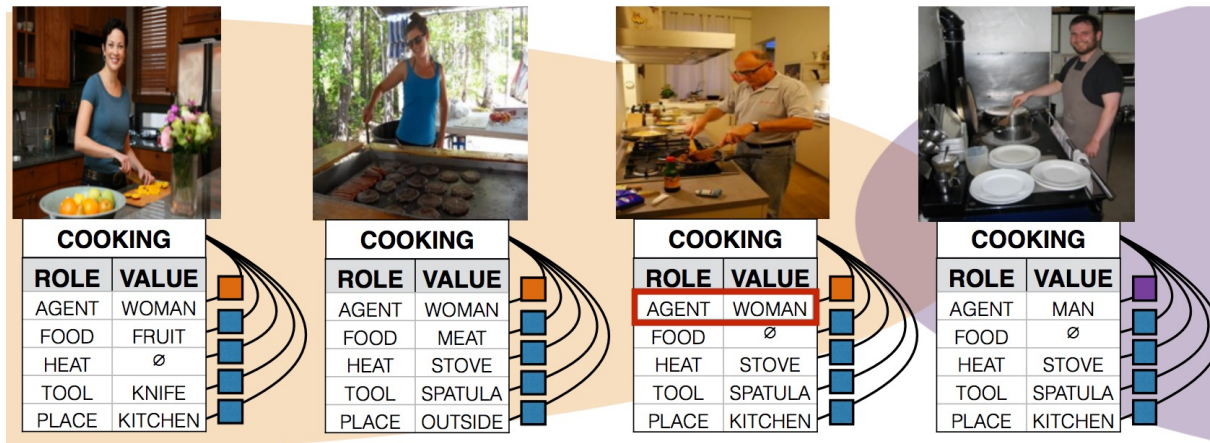 COOKING
ROLE VALUE
AGENT WOMAN
FOOD FRUIT
HEAT ∅
TOOL KNIFE
PLACE KITCHEN
COOKING
ROLE VALUE
AGENT WOMAN
FOOD MEAT
HEAT STOVE
TOOL SPATULA
PLACE OUTSIDE
COOKING
ROLE VALUE
AGENT WOMAN
FOOD ∅
HEAT STOVE
TOOL SPATULA
PLACE KITCHEN
COOKING
ROLE VALUE
AGENT MAN
FOOD ∅
HEAT STOVE
TOOL SPATULA
PLACE KITCHEN